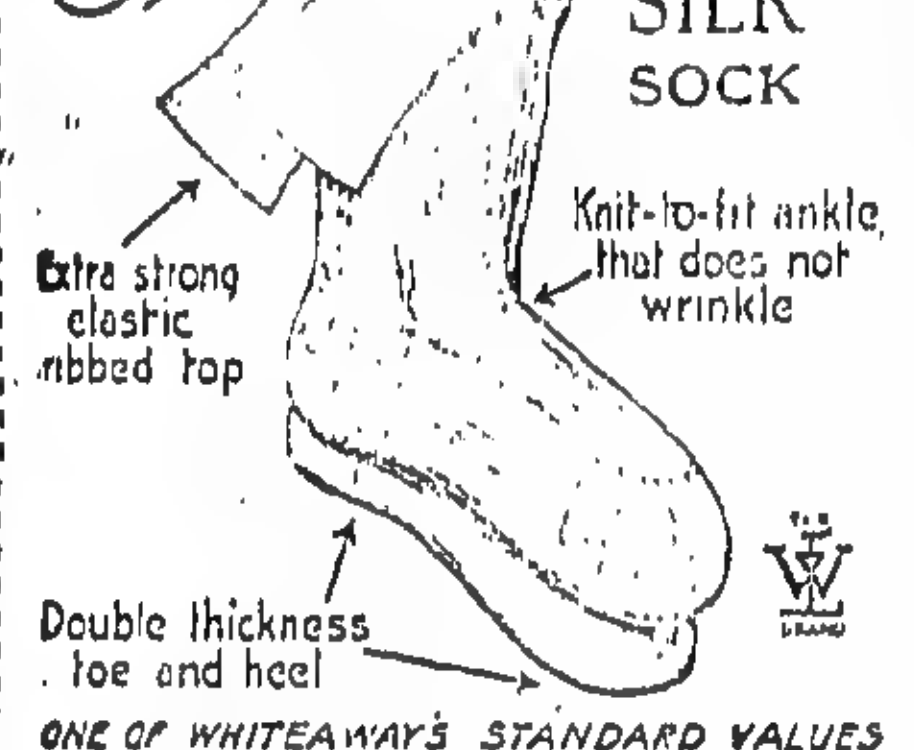 SILK
SOCK
Knit-to-fit ankle,
that does not
wrinkle
Extra strong
elastic
ribbed top
W
BRAND
Double thickness
toe and heel
ONE OF WHITEAWAY'S STANDARD VALUES